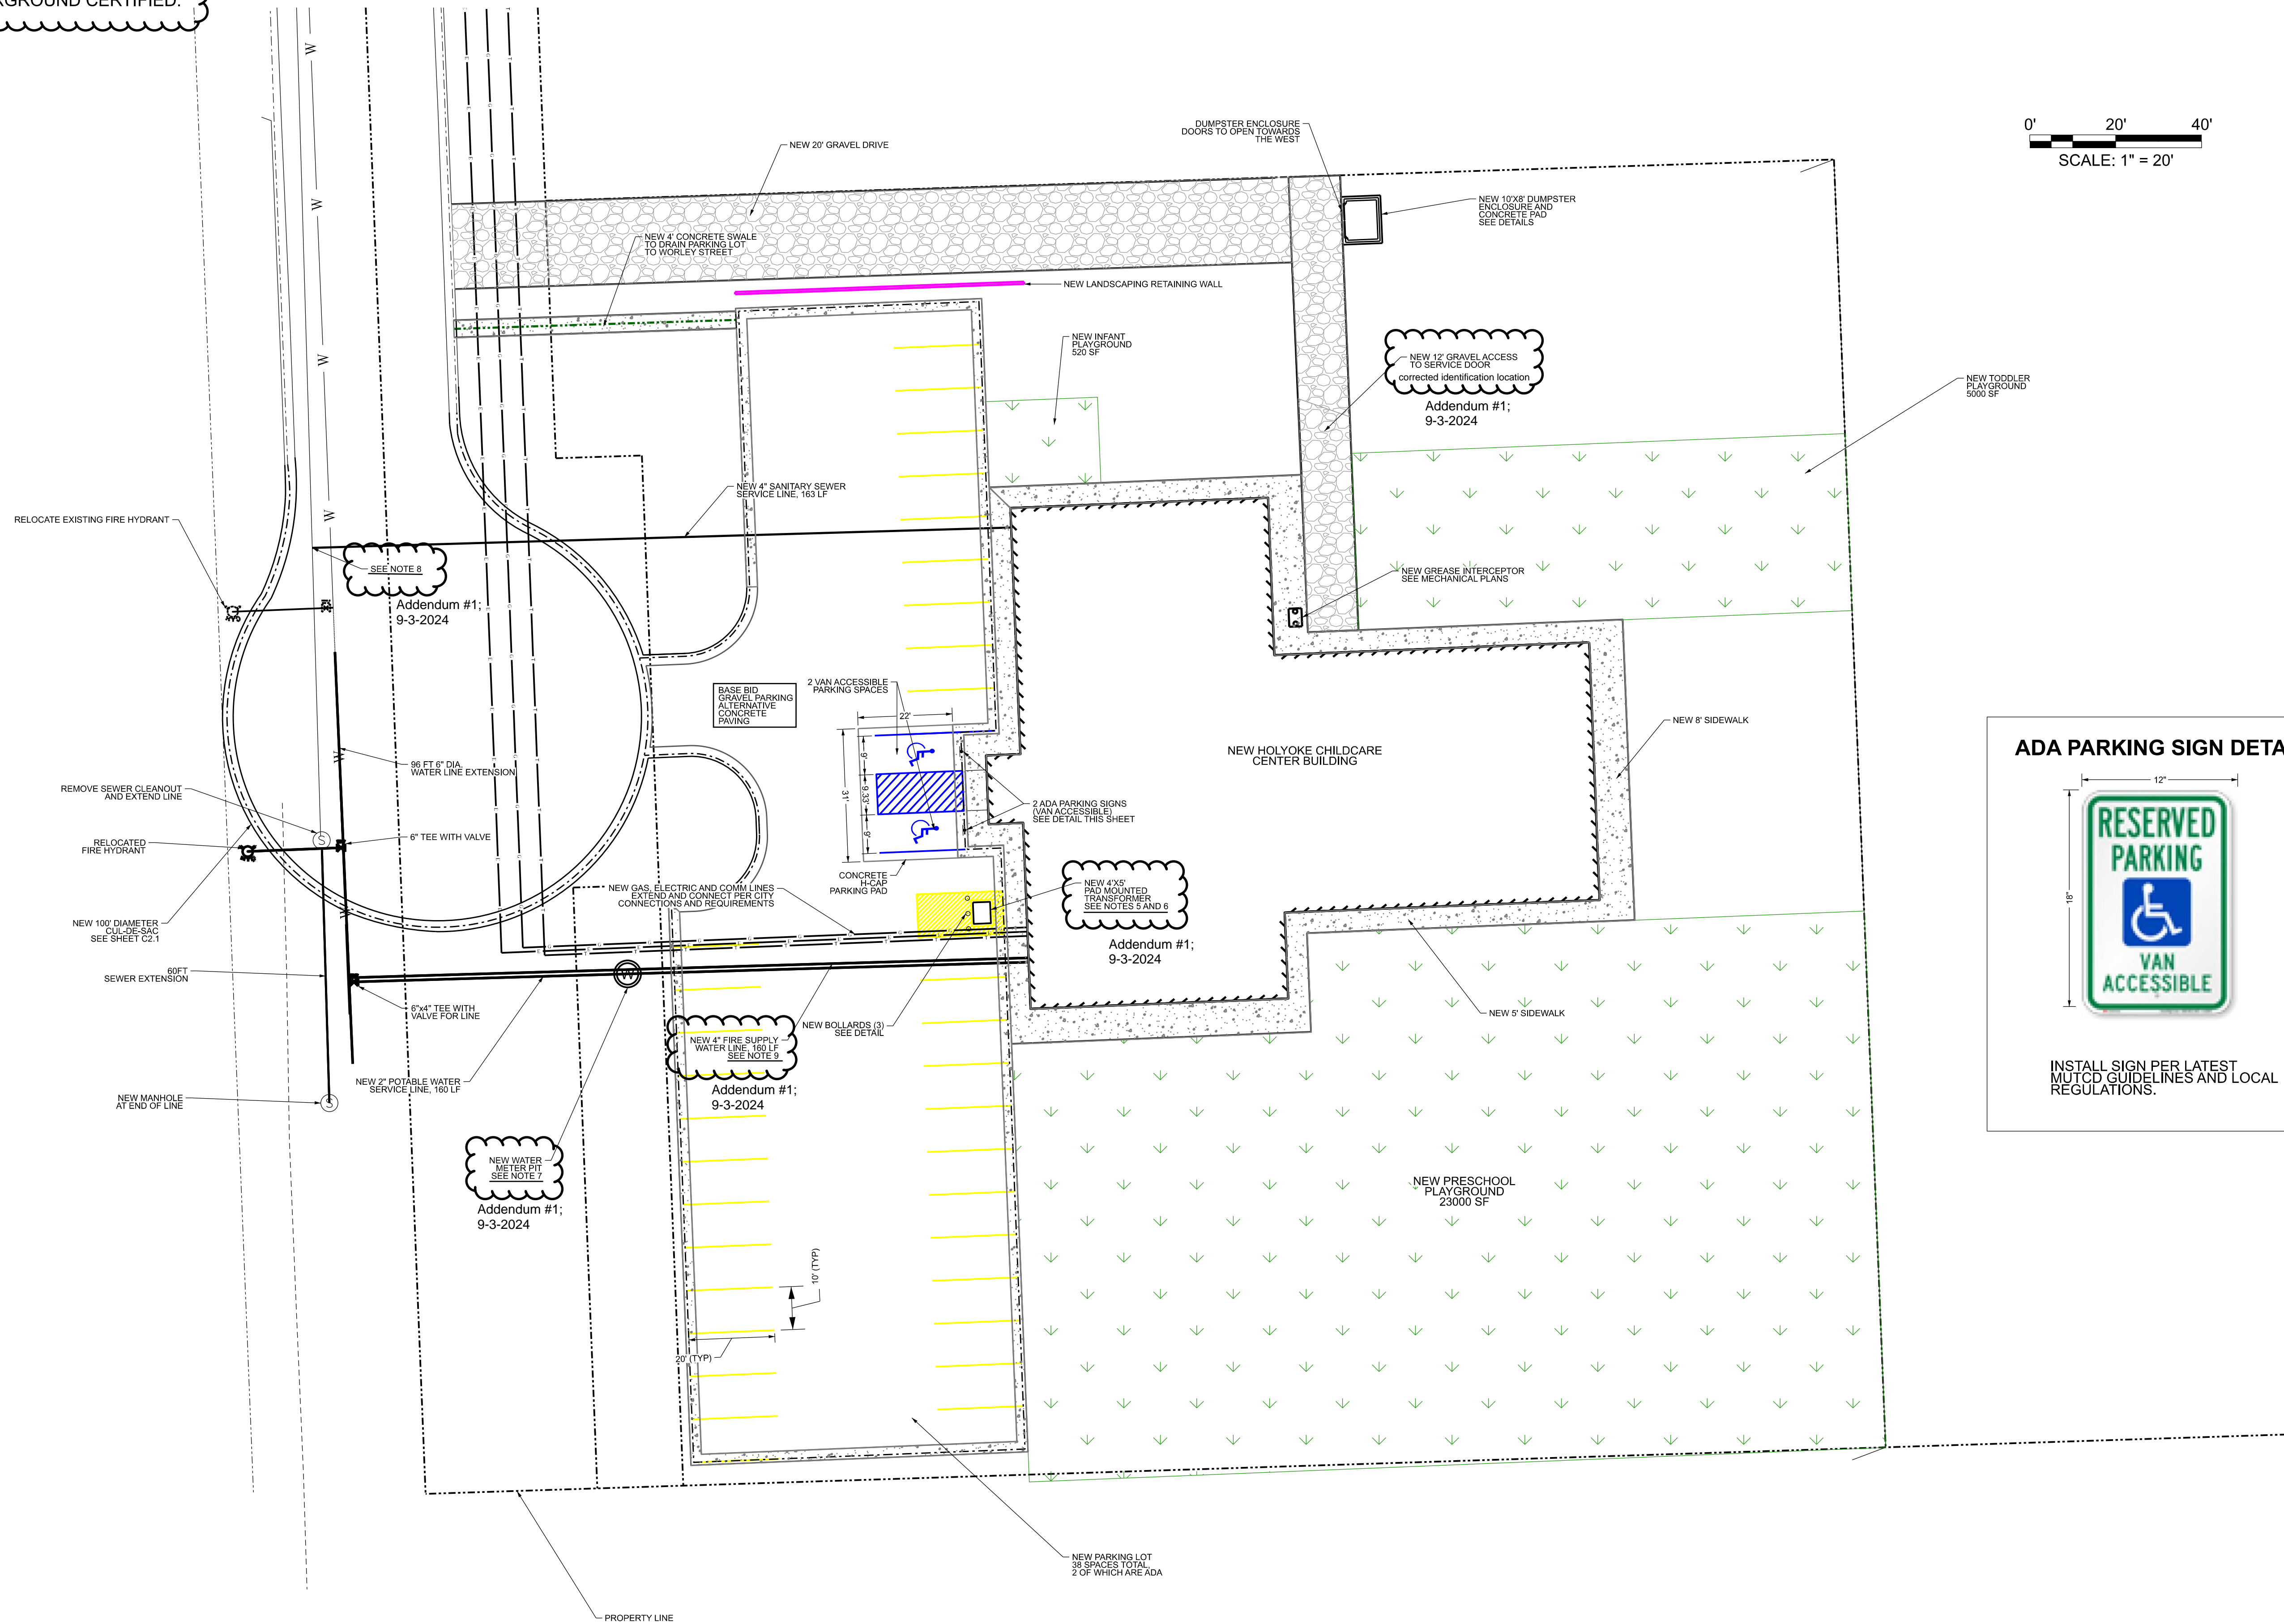 RGROUND CERTIFIED.
0' 20' 40'
SCALE: 1" = 20'
NEW 20' GRAVEL DRIVE
DUMPSTER ENCLOSURE
DOORS TO OPEN TOWARDS
THE WEST
NEW 10'X8' DUMPSTER
ENCLOSURE AND
CONCRETE PAD
SEE DETAILS
NEW 4' CONCRETE SWALE
TO DRAIN PARKING LOT
TO WORLEY STREET
NEW LANDSCAPING RETAINING WALL
NEW INFANT
PLAYGROUND
520 SF
NEW 12' GRAVEL ACCESS
TO SERVICE DOOR
corrected identification location
Addendum #1;
9-3-2024
NEW TODDLER
PLAYGROUND
5000 SF
NEW 4" SANITARY SEWER
SERVICE LINE, 163 LF
RELOCATE EXISTING FIRE HYDRANT
SEE NOTE 8
Addendum #1;
9-3-2024
NEW GREASE INTERCEPTOR
SEE MECHANICAL PLANS
BASE BID
GRAVEL PARKING
ALTERNATIVE
CONCRETE
PAVING
2 VAN ACCESSIBLE
PARKING SPACES
22'
9'
9.33'
9'
31'
NEW HOLYOKE CHILDCARE
CENTER BUILDING
NEW 8' SIDEWALK
96 FT 6" DIA.
WATER LINE EXTENSION
REMOVE SEWER CLEANOUT
AND EXTEND LINE
6" TEE WITH VALVE
RELOCATED
FIRE HYDRANT
2 ADA PARKING SIGNS
(VAN ACCESSIBLE)
SEE DETAIL THIS SHEET
CONCRETE
H-CAP
PARKING PAD
NEW GAS, ELECTRIC AND COMM LINES
EXTEND AND CONNECT PER CITY
CONNECTIONS AND REQUIREMENTS
NEW 4'X5'
PAD MOUNTED
TRANSFORMER
SEE NOTES 5 AND 6
Addendum #1;
9-3-2024
NEW 100' DIAMETER
CUL-DE-SAC
SEE SHEET C2.1
60FT
SEWER EXTENSION
6"x4" TEE WITH
VALVE FOR LINE
NEW BOLLARDS (3)
SEE DETAIL
NEW 5' SIDEWALK
NEW 4" FIRE SUPPLY
WATER LINE, 160 LF
SEE NOTE 9
Addendum #1;
9-3-2024
NEW 2" POTABLE WATER
SERVICE LINE, 160 LF
NEW MANHOLE
AT END OF LINE
NEW WATER
METER PIT
SEE NOTE 7
Addendum #1;
9-3-2024
NEW PRESCHOOL
PLAYGROUND
23000 SF
10' (TYP)
20' (TYP)
NEW PARKING LOT
38 SPACES TOTAL,
2 OF WHICH ARE ADA
PROPERTY LINE
ADA PARKING SIGN DETA
12"
18"
RESERVED
PARKING
VAN
ACCESSIBLE
INSTALL SIGN PER LATEST
MUTCD GUIDELINES AND LOCAL
REGULATIONS.
W
W
W
W
W
W
W
S
S